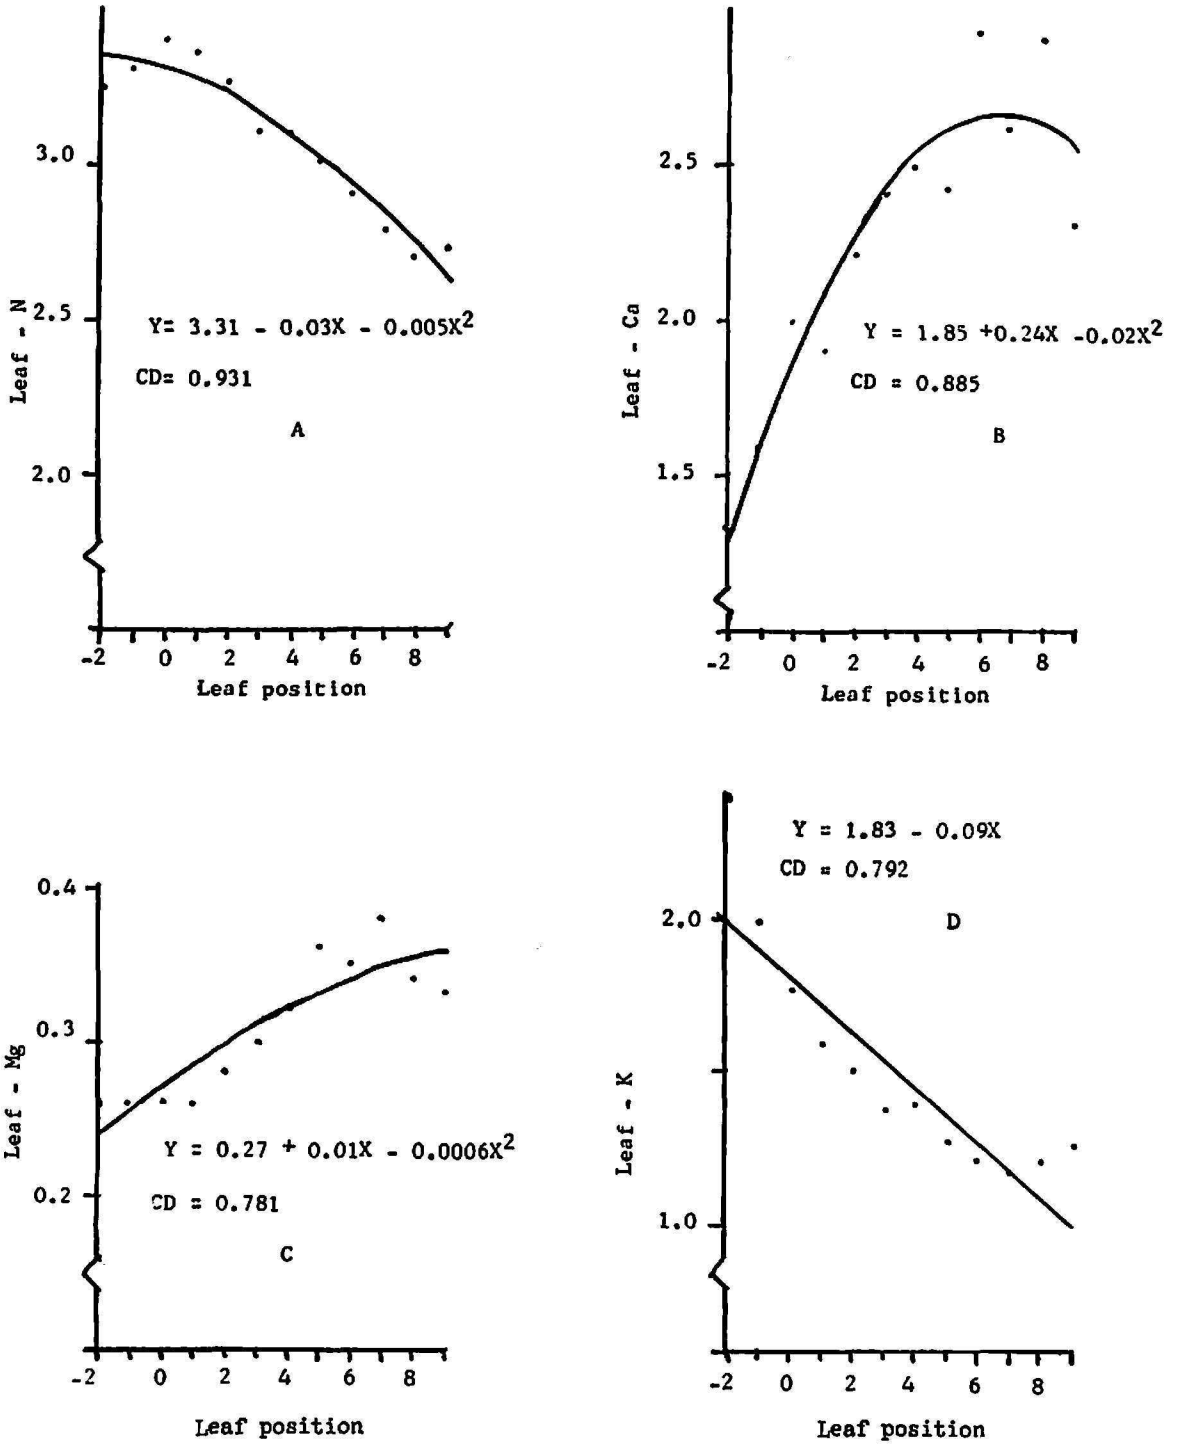 3.0
2.5
2.0
Leaf - N
Y= 3.31 - 0.03X - 0.005X²
CD= 0.931
A
-2 0 2 4 6 8
Leaf position
2.5
2.0
1.5
Leaf - Ca
Y = 1.85 +0.24X -0.02X²
CD = 0.885
B
-2 0 2 4 6 8
Leaf position
0.4
0.3
0.2
Leaf - Mg
Y = 0.27 + 0.01X - 0.0006X²
CD = 0.781
C
-2 0 2 4 6 8
Leaf position
Y = 1.83 - 0.09X
CD = 0.792
D
2.0
1.0
Leaf - K
-2 0 2 4 6 8
Leaf position